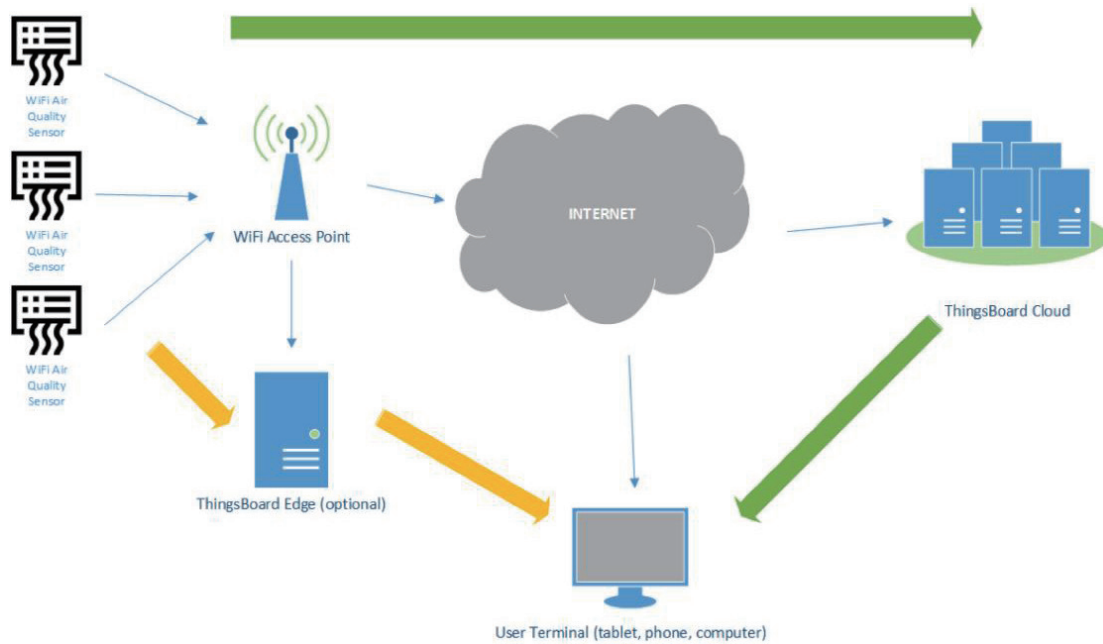 WiFi Air
Quality
Sensor
WiFi Air
Quality
Sensor
WiFi Air
Quality
Sensor
WiFi Access Point
INTERNET
ThingsBoard Cloud
ThingsBoard Edge (optional)
User Terminal (tablet, phone, computer)